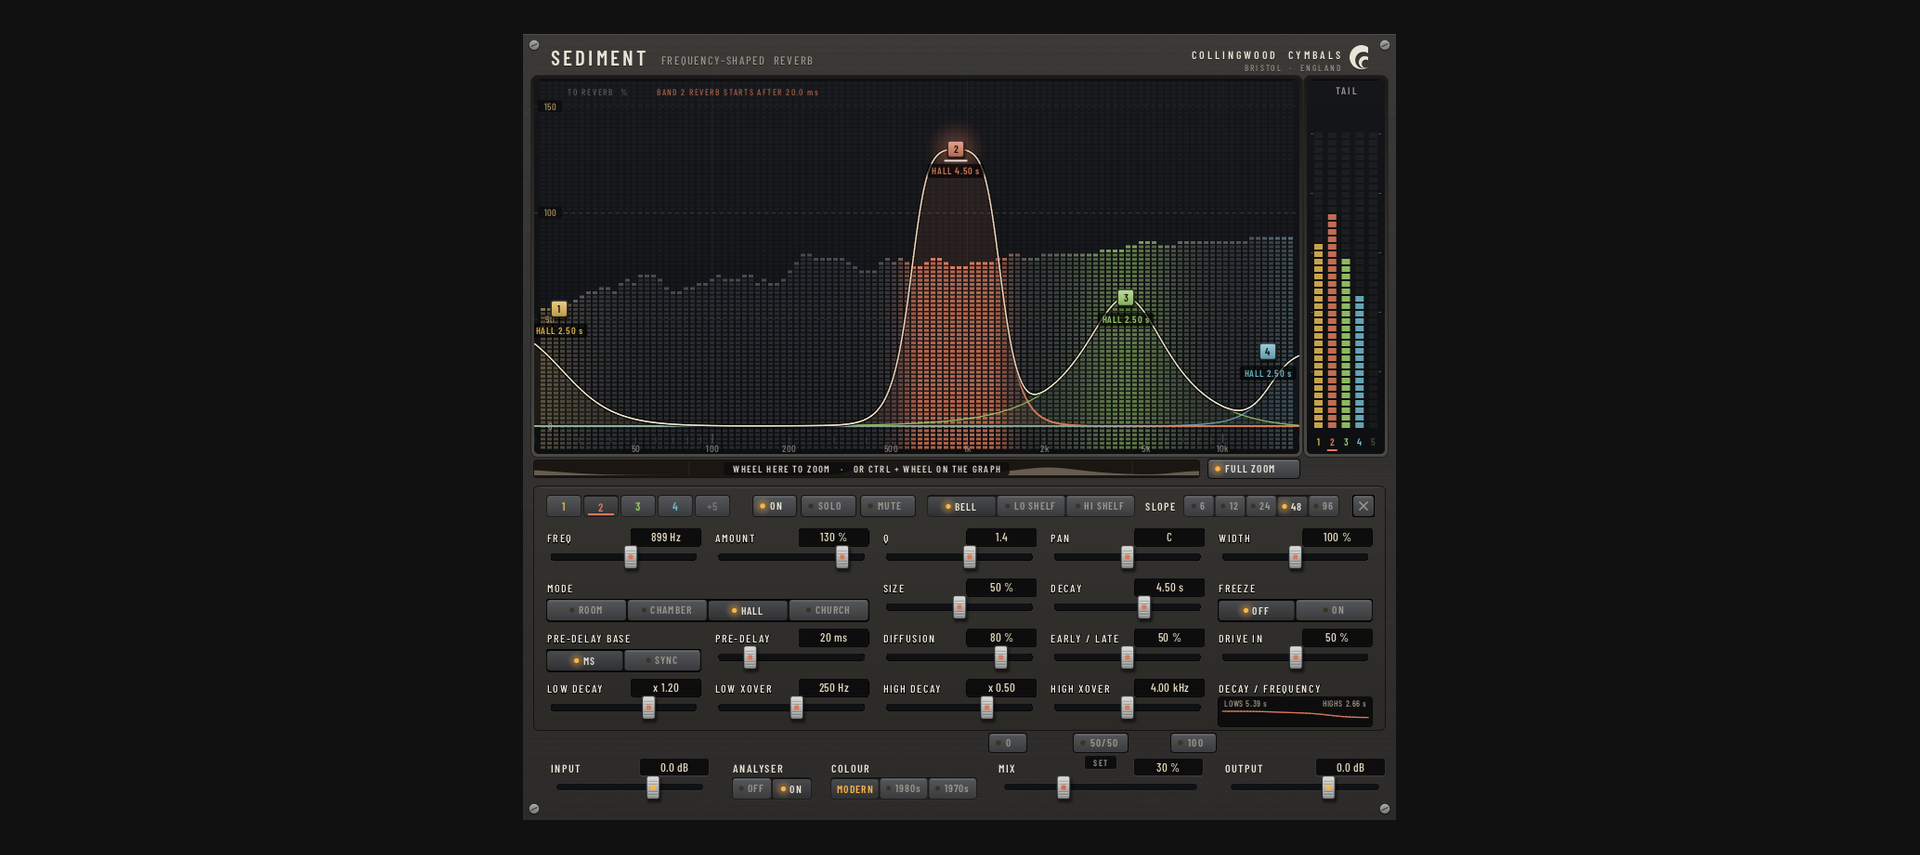 SEDIMENT FREQUENCY-SHAPED REVERB
COLLINGWOOD CYMBALS
BRISTOL · ENGLAND
TO REVERB % BAND 2 REVERB STARTS AFTER 20.0 ms
TAIL
150
2
HALL 4.50 s
100
3
1
50
HALL 2.50 s
HALL 2.50 s
4
HALL 2.50 s
0
1 2 3 4 5
50 100 200 500 1k 2k 5k 10k
WHEEL HERE TO ZOOM · OR CTRL + WHEEL ON THE GRAPH
FULL ZOOM
1 2 3 4 +5 ON SOLO MUTE BELL LO SHELF HI SHELF SLOPE 6 12 24 48 96
FREQ 899 Hz AMOUNT 130 % Q 1.4 PAN C WIDTH 100 %
MODE SIZE 50 % DECAY 4.50 s FREEZE
ROOM CHAMBER HALL CHURCH OFF ON
PRE-DELAY BASE PRE-DELAY 20 ms DIFFUSION 80 % EARLY / LATE 50 % DRIVE IN 50 %
MS SYNC
LOW DECAY x 1.20 LOW XOVER 250 Hz HIGH DECAY x 0.50 HIGH XOVER 4.00 kHz DECAY / FREQUENCY
LOWS 5.39 s HIGHS 2.66 s
0 50/50 100
SET
INPUT 0.0 dB ANALYSER COLOUR MIX 30 % OUTPUT 0.0 dB
OFF ON MODERN 1980s 1970s